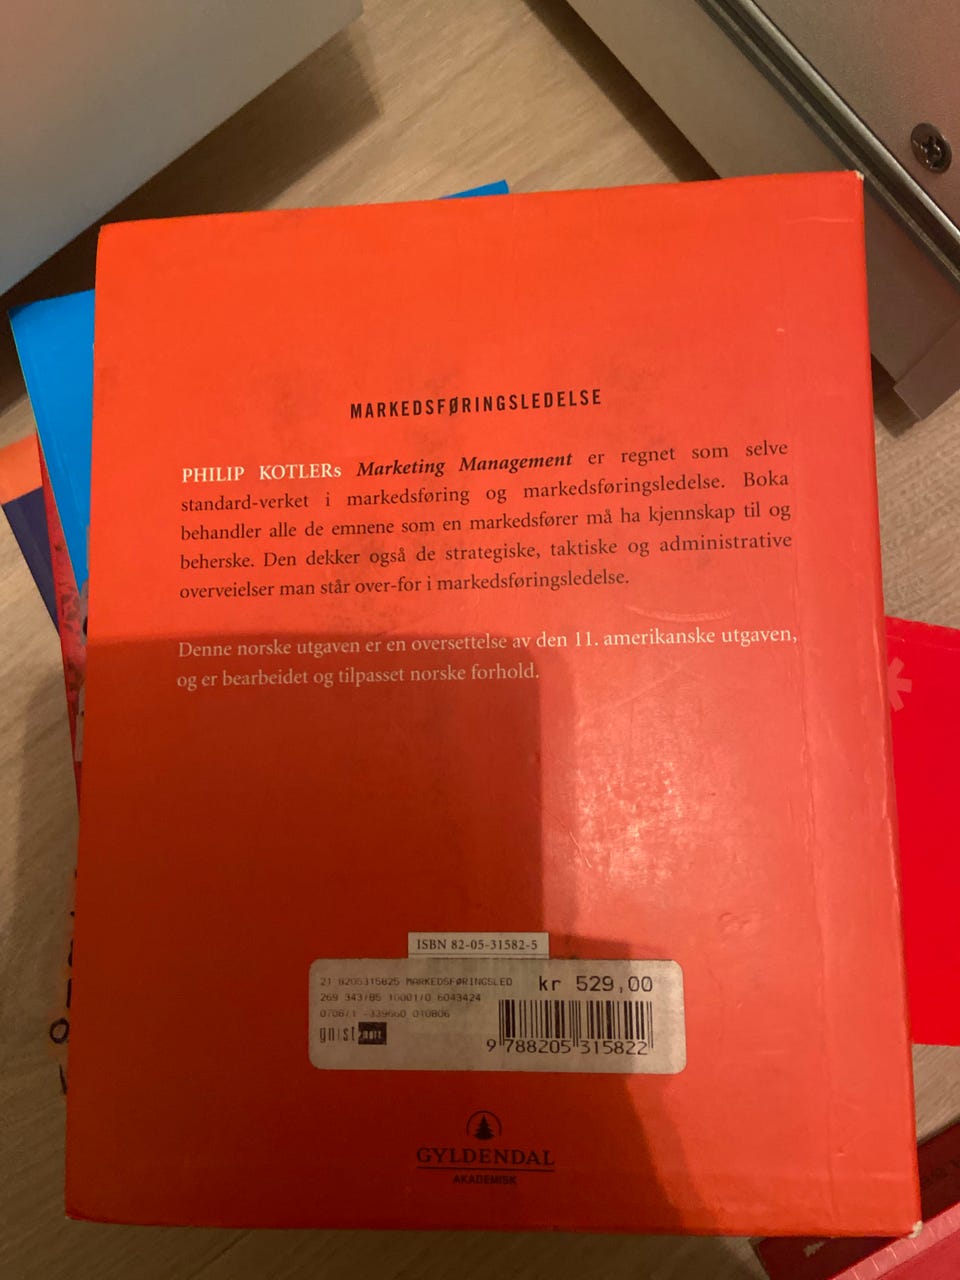 MARKEDSFØRINGSLEDELSE
PHILIP KOTLERs Marketing Management er regnet som selve
standard-verket i markedsføring og markedsføringsledelse. Boka
behandler alle de emnene som en markedsfører må ha kjennskap til og
beherske. Den dekker også de strategiske, taktiske og administrative
overveielser man står over-for i markedsføringsledelse.
Denne norske utgaven er en oversettelse av den 11. amerikanske utgaven,
og er bearbeidet og tilpasset norske forhold.
ISBN 82-05-31582-5
21 8205315825 MARKEDSFØRINGSLED kr 529,00
269 343/85 10001/0 6043424
010806
gnist
9 788205 315822
GYLDENDAL
AKADEMISK